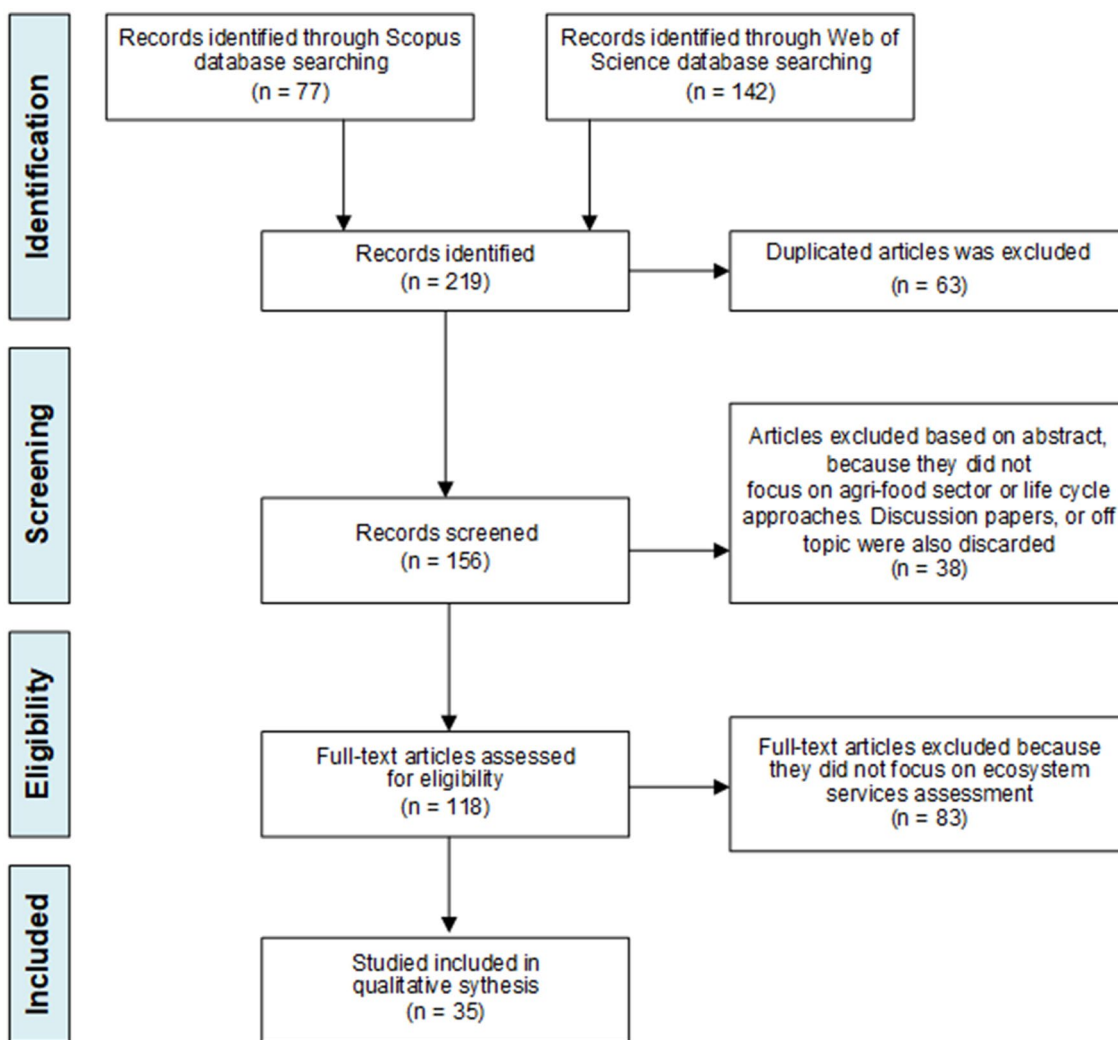 Identification
Records identified through Scopus
database searching
(n = 77)
Records identified through Web of
Science database searching
(n = 142)
Records identified
(n = 219)
Duplicated articles was excluded
(n = 63)
Screening
Records screened
(n = 156)
Articles excluded based on abstract,
because they did not
focus on agri-food sector or life cycle
approaches. Discussion papers, or off
topic were also discarded
(n = 38)
Eligibility
Full-text articles assessed
for eligibility
(n = 118)
Full-text articles excluded because
they did not focus on ecosystem
services assessment
(n = 83)
Included
Studied included in
qualitative sythesis
(n = 35)